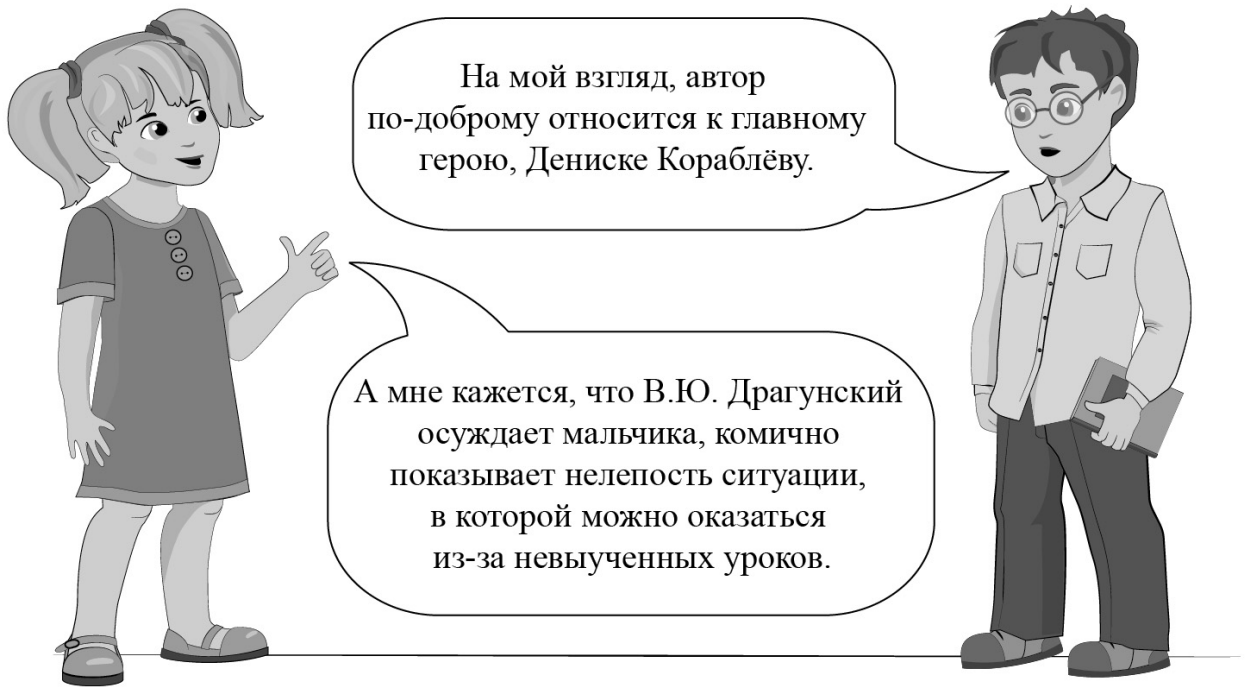 На мой взгляд, автор
по-доброму относится к главному
герою, Дениске Кораблёву.
А мне кажется, что В.Ю. Драгунский
осуждает мальчика, комично
показывает нелепость ситуации,
в которой можно оказаться
из-за невыученных уроков.